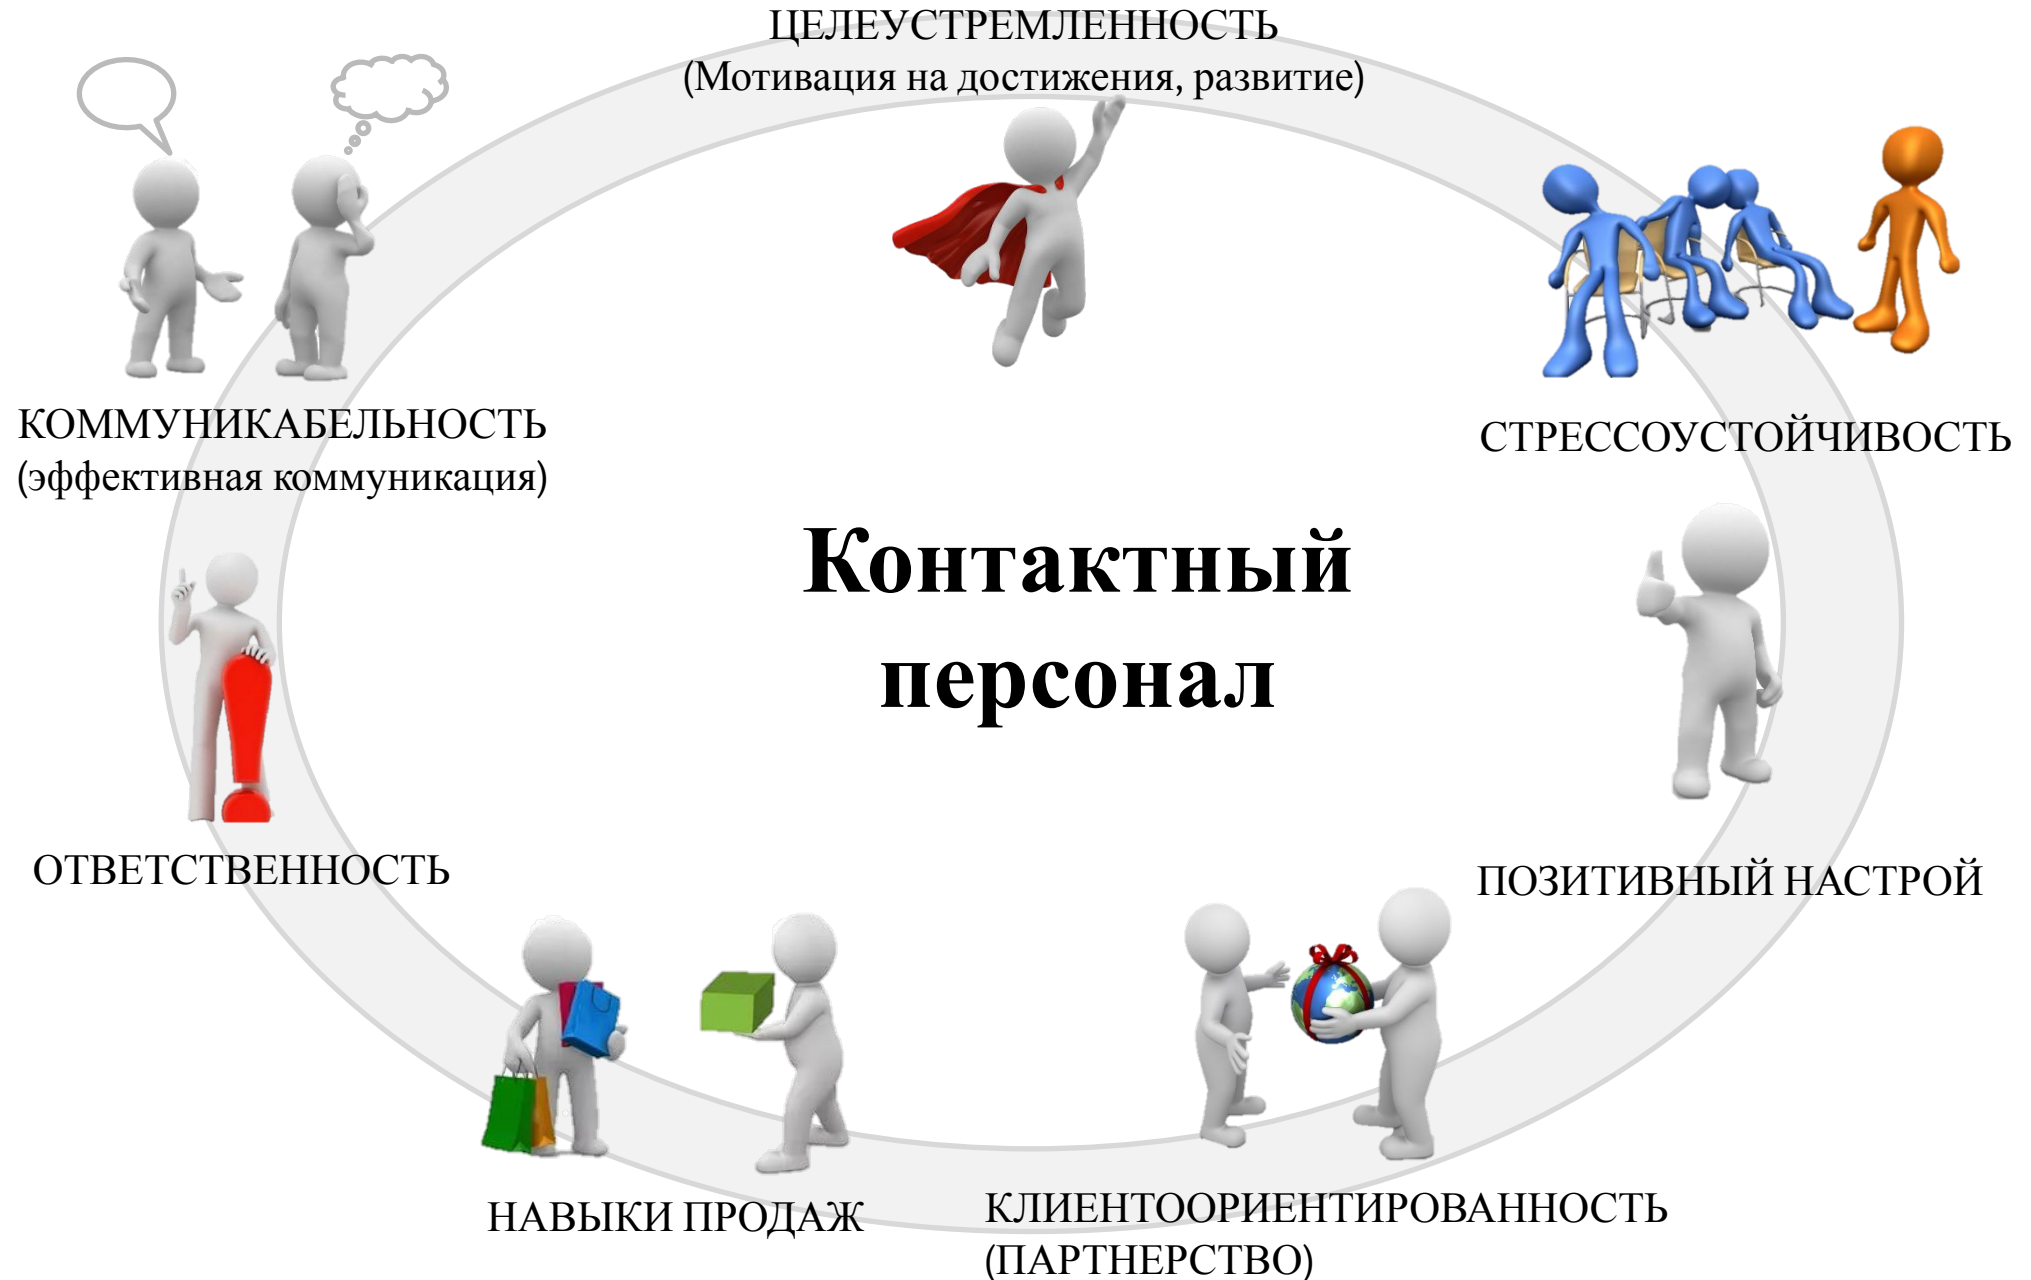 ЦЕЛЕУСТРЕМЛЕННОСТЬ
(Мотивация на достижения, развитие)
КОММУНИКАБЕЛЬНОСТЬ
(эффективная коммуникация)
СТРЕССОУСТОЙЧИВОСТЬ
Контактный
персонал
ОТВЕТСТВЕННОСТЬ
ПОЗИТИВНЫЙ НАСТРОЙ
НАВЫКИ ПРОДАЖ
КЛИЕНТООРИЕНТИРОВАННОСТЬ
(ПАРТНЕРСТВО)